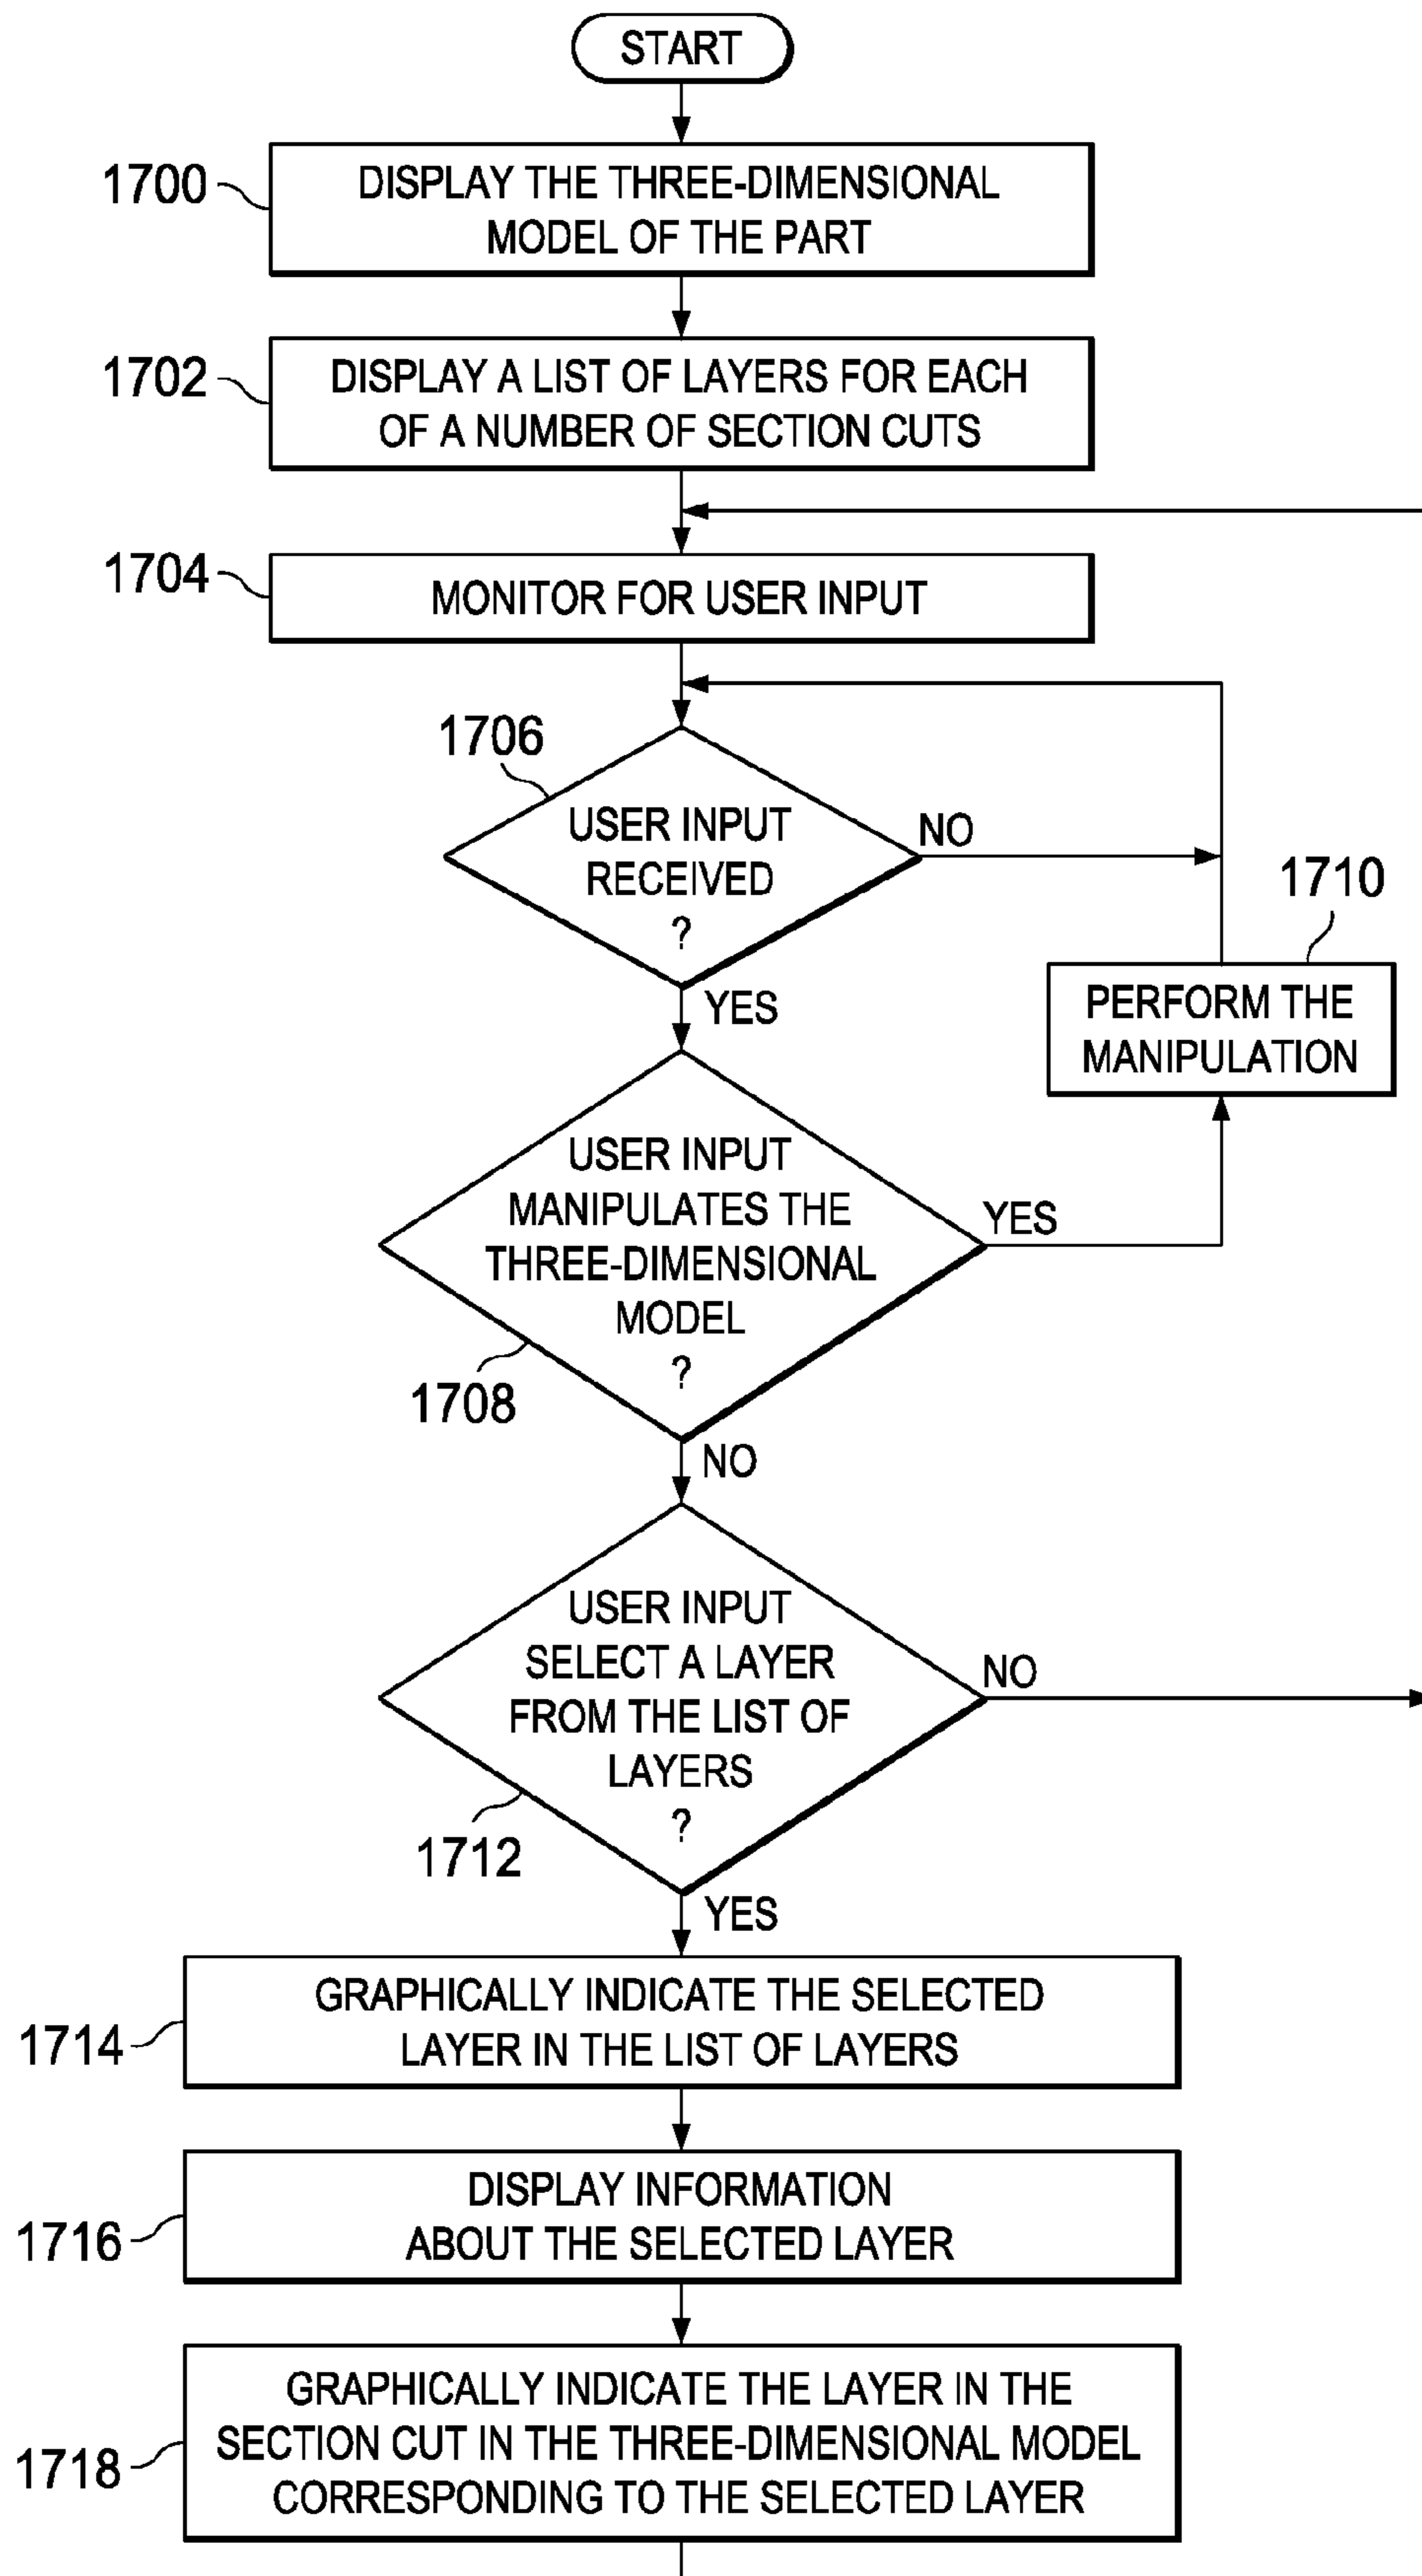 START
1700
DISPLAY THE THREE-DIMENSIONAL
MODEL OF THE PART
1702
DISPLAY A LIST OF LAYERS FOR EACH
OF A NUMBER OF SECTION CUTS
1704
MONITOR FOR USER INPUT
1706
USER INPUT
RECEIVED
?
NO
YES
1710
PERFORM THE
MANIPULATION
USER INPUT
MANIPULATES THE
THREE-DIMENSIONAL
MODEL
?
YES
1708
NO
USER INPUT
SELECT A LAYER
FROM THE LIST OF
LAYERS
?
NO
1712
YES
1714
GRAPHICALLY INDICATE THE SELECTED
LAYER IN THE LIST OF LAYERS
1716
DISPLAY INFORMATION
ABOUT THE SELECTED LAYER
1718
GRAPHICALLY INDICATE THE LAYER IN THE
SECTION CUT IN THE THREE-DIMENSIONAL MODEL
CORRESPONDING TO THE SELECTED LAYER